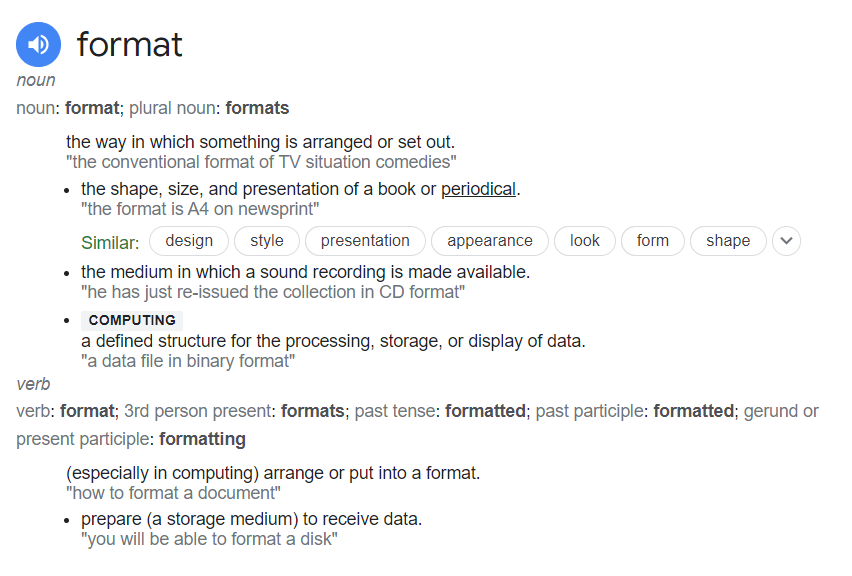 format
noun
noun: format; plural noun: formats
the way in which something is arranged or set out.
"the conventional format of TV situation comedies"
the shape, size, and presentation of a book or periodical.
"the format is A4 on newsprint"
Similar: design style presentation appearance look form shape
the medium in which a sound recording is made available.
"he has just re-issued the collection in CD format"
COMPUTING
a defined structure for the processing, storage, or display of data.
"a data file in binary format"
verb
verb: format; 3rd person present: formats; past tense: formatted; past participle: formatted; gerund or
present participle: formatting
(especially in computing) arrange or put into a format.
"how to format a document"
prepare (a storage medium) to receive data.
"you will be able to format a disk"